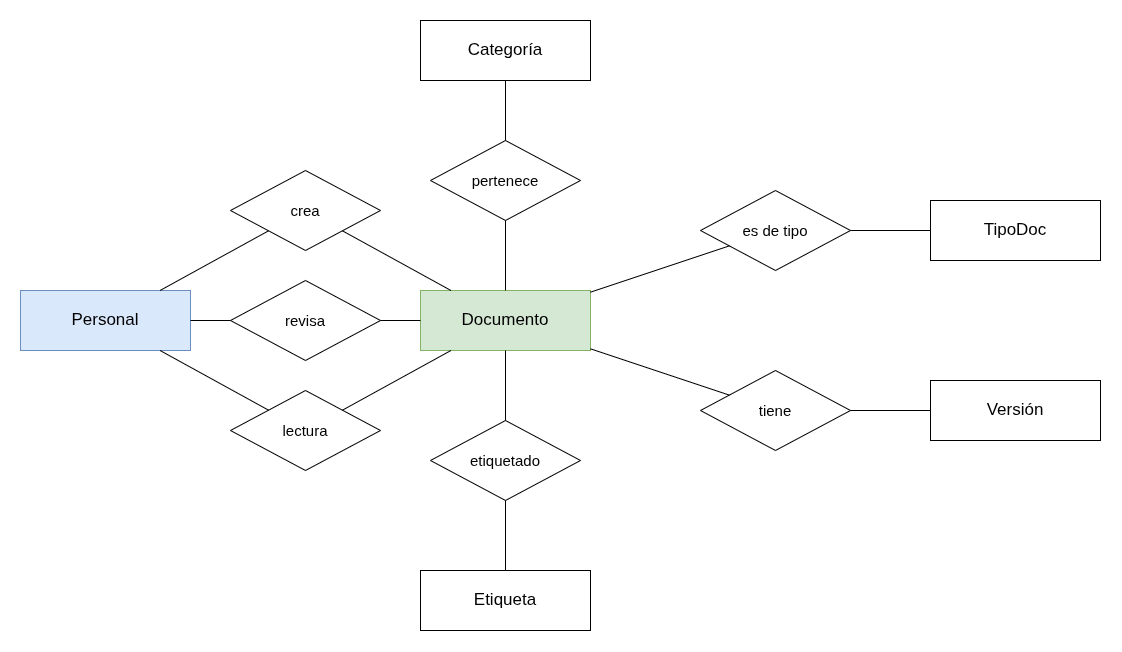 Categoría
pertenece
crea
es de tipo
TipoDoc
Personal
revisa
Documento
lectura
tiene
Versión
etiquetado
Etiqueta